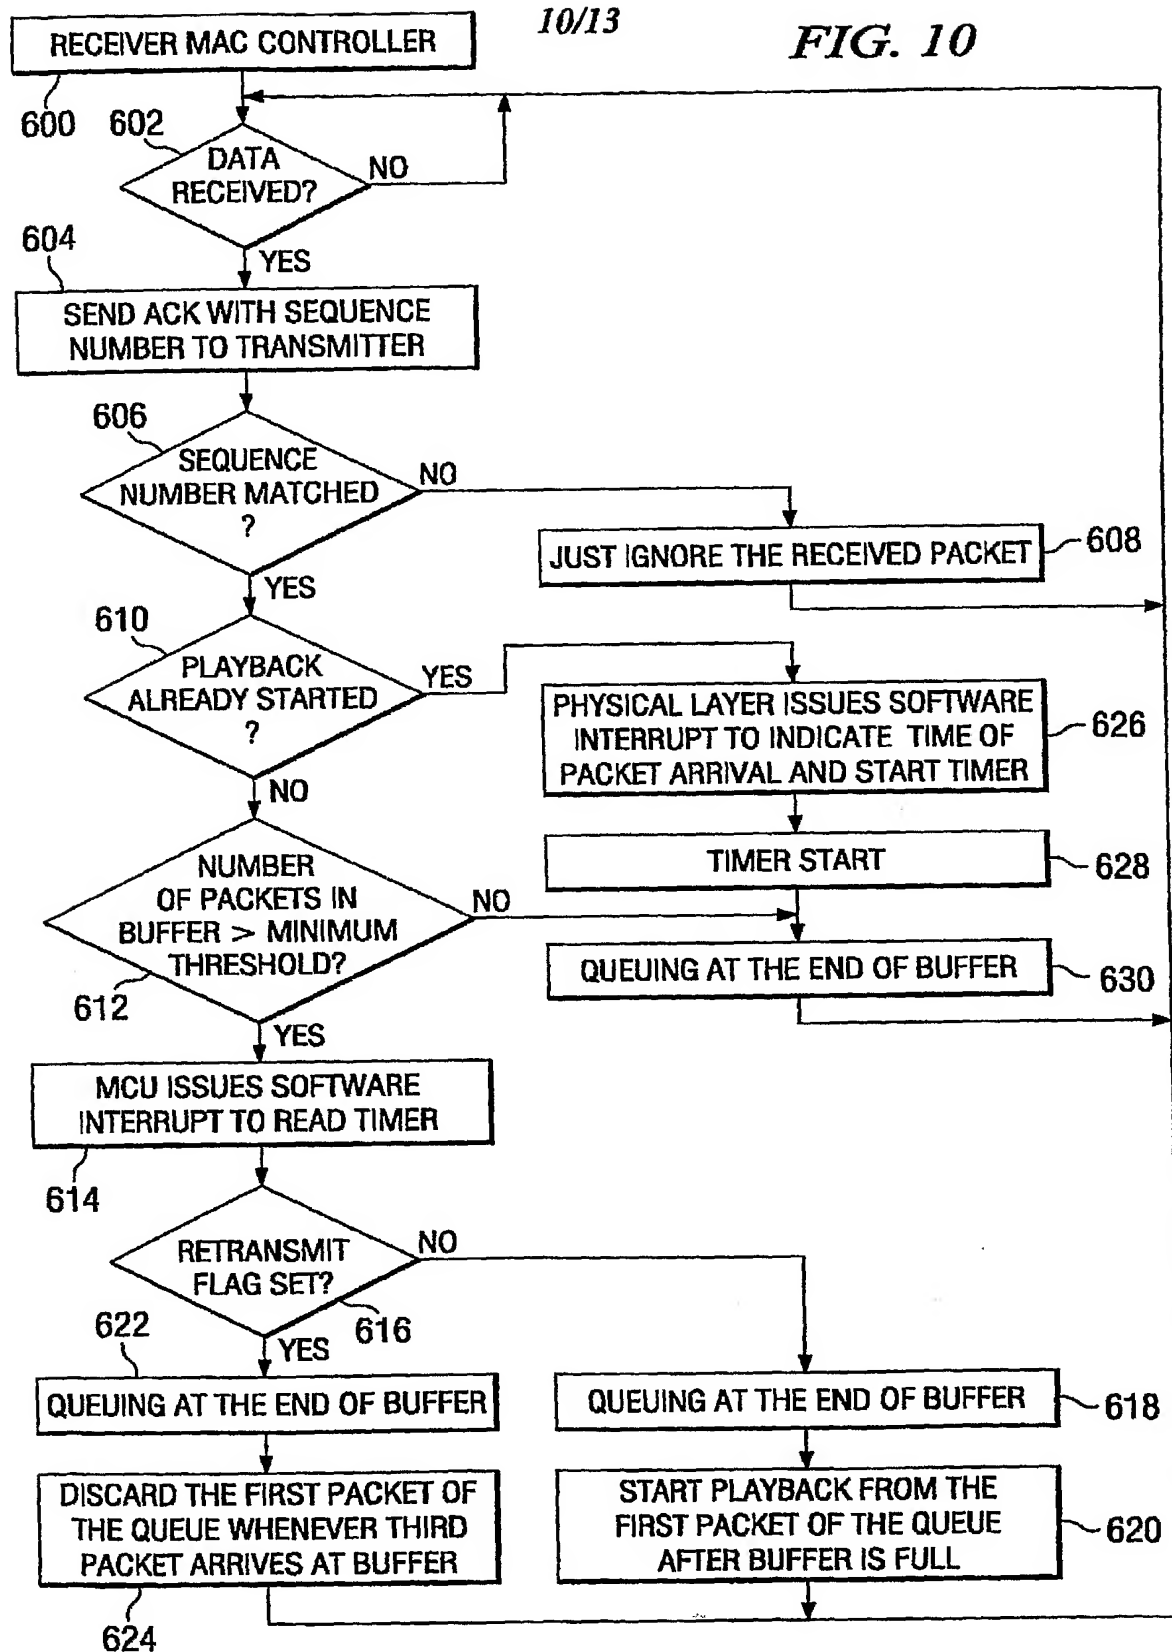 10/13
FIG. 10
RECEIVER MAC CONTROLLER
600
602
DATA
RECEIVED?
NO
YES
604
SEND ACK WITH SEQUENCE
NUMBER TO TRANSMITTER
606
SEQUENCE
NUMBER MATCHED
?
NO
YES
JUST IGNORE THE RECEIVED PACKET
608
610
PLAYBACK
ALREADY STARTED
?
YES
NO
PHYSICAL LAYER ISSUES SOFTWARE
INTERRUPT TO INDICATE TIME OF
PACKET ARRIVAL AND START TIMER
626
TIMER START
628
NUMBER
OF PACKETS IN
BUFFER > MINIMUM
THRESHOLD?
NO
612
YES
QUEUING AT THE END OF BUFFER
630
MCU ISSUES SOFTWARE
INTERRUPT TO READ TIMER
614
RETRANSMIT
FLAG SET?
NO
616
622
YES
QUEUING AT THE END OF BUFFER
QUEUING AT THE END OF BUFFER
618
DISCARD THE FIRST PACKET OF
THE QUEUE WHENEVER THIRD
PACKET ARRIVES AT BUFFER
624
START PLAYBACK FROM THE
FIRST PACKET OF THE QUEUE
AFTER BUFFER IS FULL
620